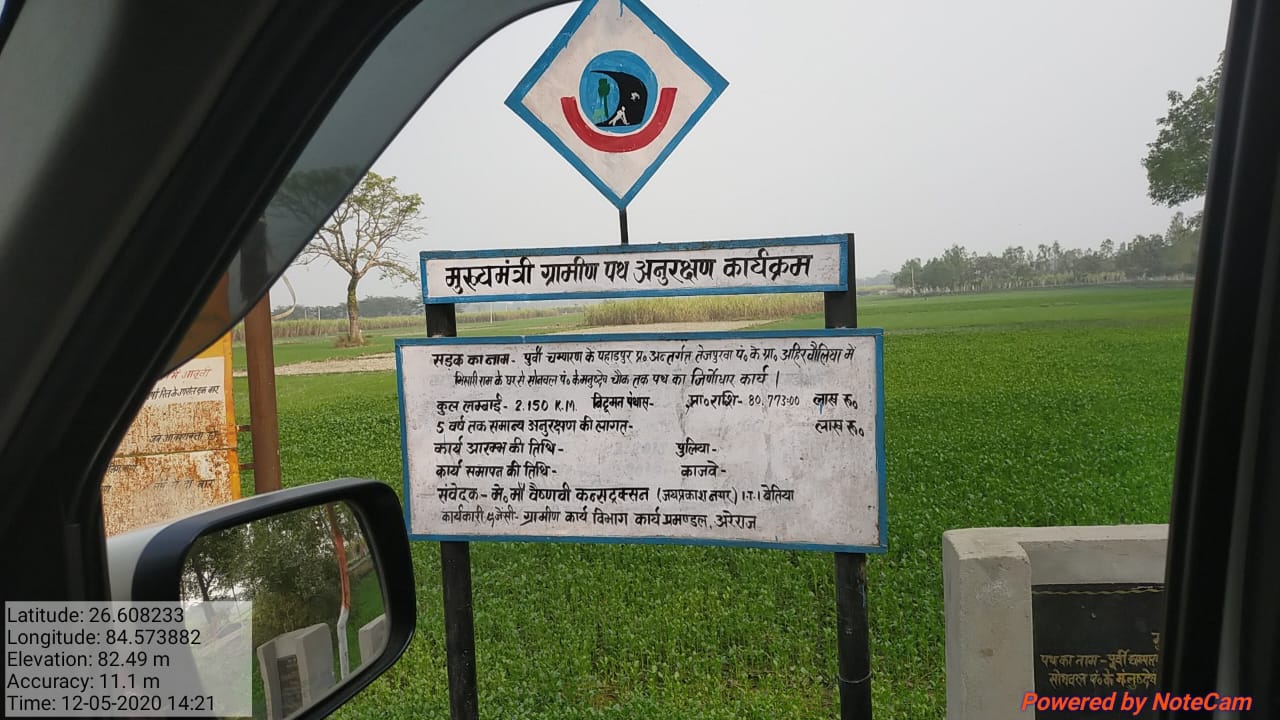 मुख्यमंत्री ग्रामीण पथ अनुरक्षण कार्यक्रम
सड़क का नाम- पुर्वी चम्पारण के पहाड़पुर प्र० अन्तर्गत तेजपुरवा पं० के ग्रा० अहिरवौलिया में
भिखारी राम के घर से सोनवल पं० के चौक तक पथ का जिर्णोधार कार्य।
कुल लम्बाई- 2.150 K.M. विटूमन पंथास- प्रा० राशि- 80.773.00 लाख रू०
5 वर्ष तक समान्य अनुरक्षण की लागत- लाख रू०
कार्य आरम्भ की तिथि- पुलिया-
कार्य समापन की तिथि- काजवे-
संवेदक- मे० माँ वैष्णवी कन्सट्रक्सन (जयप्रकाश नगर) I.T.I बेतिया
कार्यकारी एजेंसी- ग्रामीण कार्य विभाग कार्य प्रमण्डल, अरेराज
पथ का नाम-पूर्वी
सोनवल पं० के
Latitude: 26.608233
Longitude: 84.573882
Elevation: 82.49 m
Accuracy: 11.1 m
Time: 12-05-2020 14:21
Powered by NoteCam